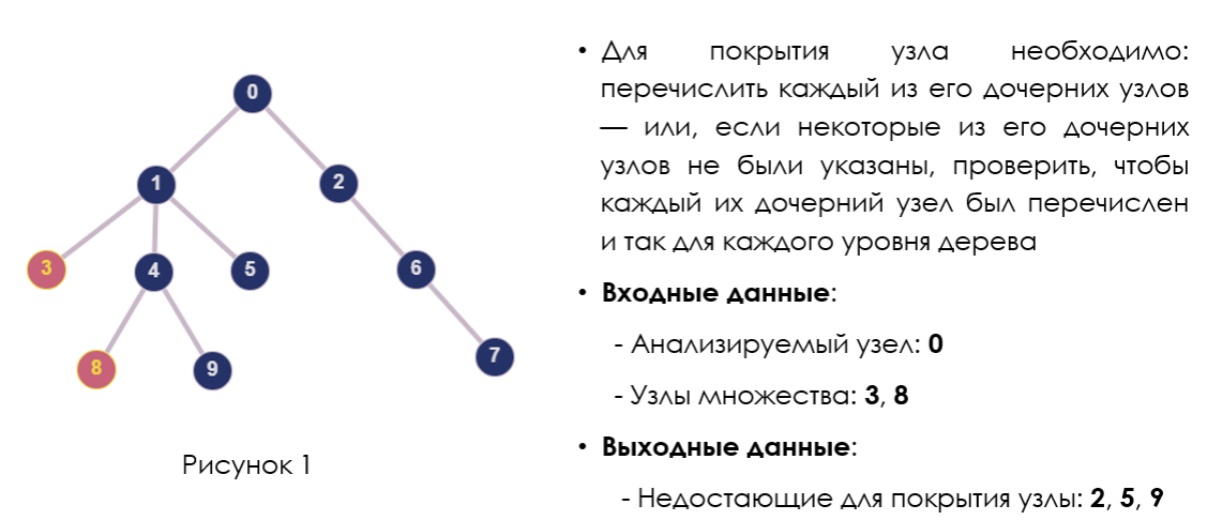 0
1
2
3
4
5
6
8
9
7
Рисунок 1
• Для покрытия узла необходимо:
перечислить каждый из его дочерних узлов
— или, если некоторые из его дочерних
узлов не были указаны, проверить, чтобы
каждый их дочерний узел был перечислен
и так для каждого уровня дерева
• Входные данные:
- Анализируемый узел: 0
- Узлы множества: 3, 8
• Выходные данные:
- Недостающие для покрытия узлы: 2, 5, 9